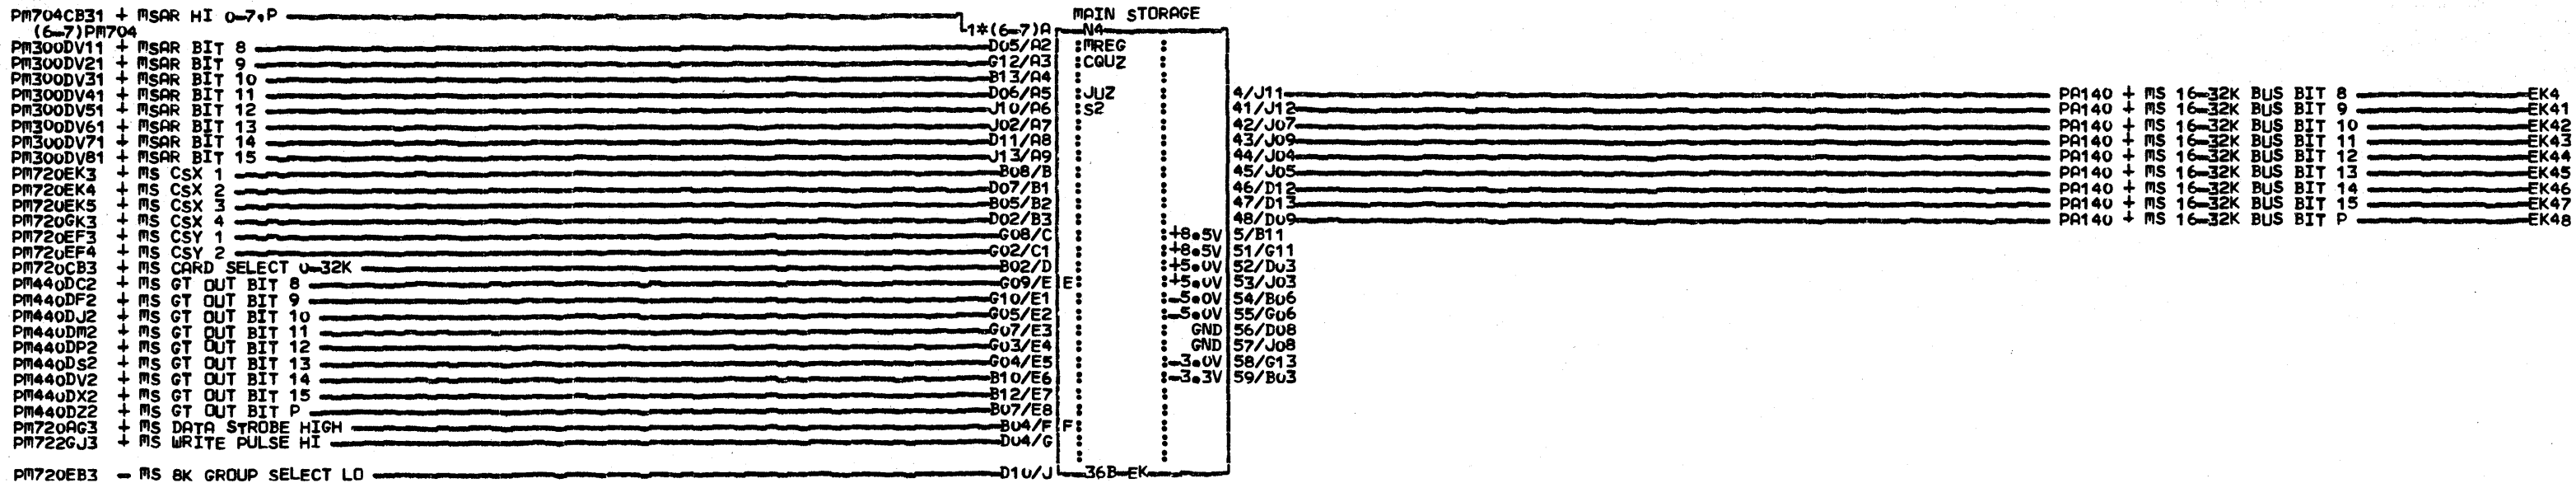 PM704CB31 + MSAR HI 0-7,P MAIN STORAGE
(6-7)PM704 1*(6-7)A N4
PM300DV11 + MSAR BIT 8 D05/A2 MREG
PM300DV21 + MSAR BIT 9 G12/A3 CQUZ
PM300DV31 + MSAR BIT 10 B13/A4
PM300DV41 + MSAR BIT 11 D06/A5 JUZ 4/J11 PA140 + MS 16-32K BUS BIT 8 EK4
PM300DV51 + MSAR BIT 12 J10/A6 S2 41/J12 PA140 + MS 16-32K BUS BIT 9 EK41
PM300DV61 + MSAR BIT 13 J02/A7 42/J07 PA140 + MS 16-32K BUS BIT 10 EK42
PM300DV71 + MSAR BIT 14 D11/A8 43/J09 PA140 + MS 16-32K BUS BIT 11 EK43
PM300DV81 + MSAR BIT 15 J13/A9 44/J04 PA140 + MS 16-32K BUS BIT 12 EK44
PM720EK3 + MS CSX 1 B08/B 45/J05 PA140 + MS 16-32K BUS BIT 13 EK45
PM720EK4 + MS CSX 2 D07/B1 46/D12 PA140 + MS 16-32K BUS BIT 14 EK46
PM720EK5 + MS CSX 3 B05/B2 47/D13 PA140 + MS 16-32K BUS BIT 15 EK47
PM720GK3 + MS CSX 4 D02/B3 48/D09 PA140 + MS 16-32K BUS BIT P EK48
PM720EF3 + MS CSY 1 G08/C +8.5V 5/B11
PM720EF4 + MS CSY 2 G02/C1 +8.5V 51/G11
PM720CB3 + MS CARD SELECT 0-32K B02/D +5.0V 52/D03
PM440DC2 + MS GT OUT BIT 8 G09/E E +5.0V 53/J03
PM440DF2 + MS GT OUT BIT 9 G10/E1 -5.0V 54/B06
PM440DJ2 + MS GT OUT BIT 10 G05/E2 -5.0V 55/G06
PM440DM2 + MS GT OUT BIT 11 G07/E3 GND 56/D08
PM440DP2 + MS GT OUT BIT 12 G03/E4 GND 57/J08
PM440DS2 + MS GT OUT BIT 13 G04/E5 -3.0V 58/G13
PM440DV2 + MS GT OUT BIT 14 B10/E6 -3.3V 59/B03
PM440DX2 + MS GT OUT BIT 15 B12/E7
PM440DZ2 + MS GT OUT BIT P B07/E8
PM720AG3 + MS DATA STROBE HIGH B04/F F
PM722GJ3 + MS WRITE PULSE HI D04/G
PM720EB3 - MS 8K GROUP SELECT LO D10/J 36B-EK